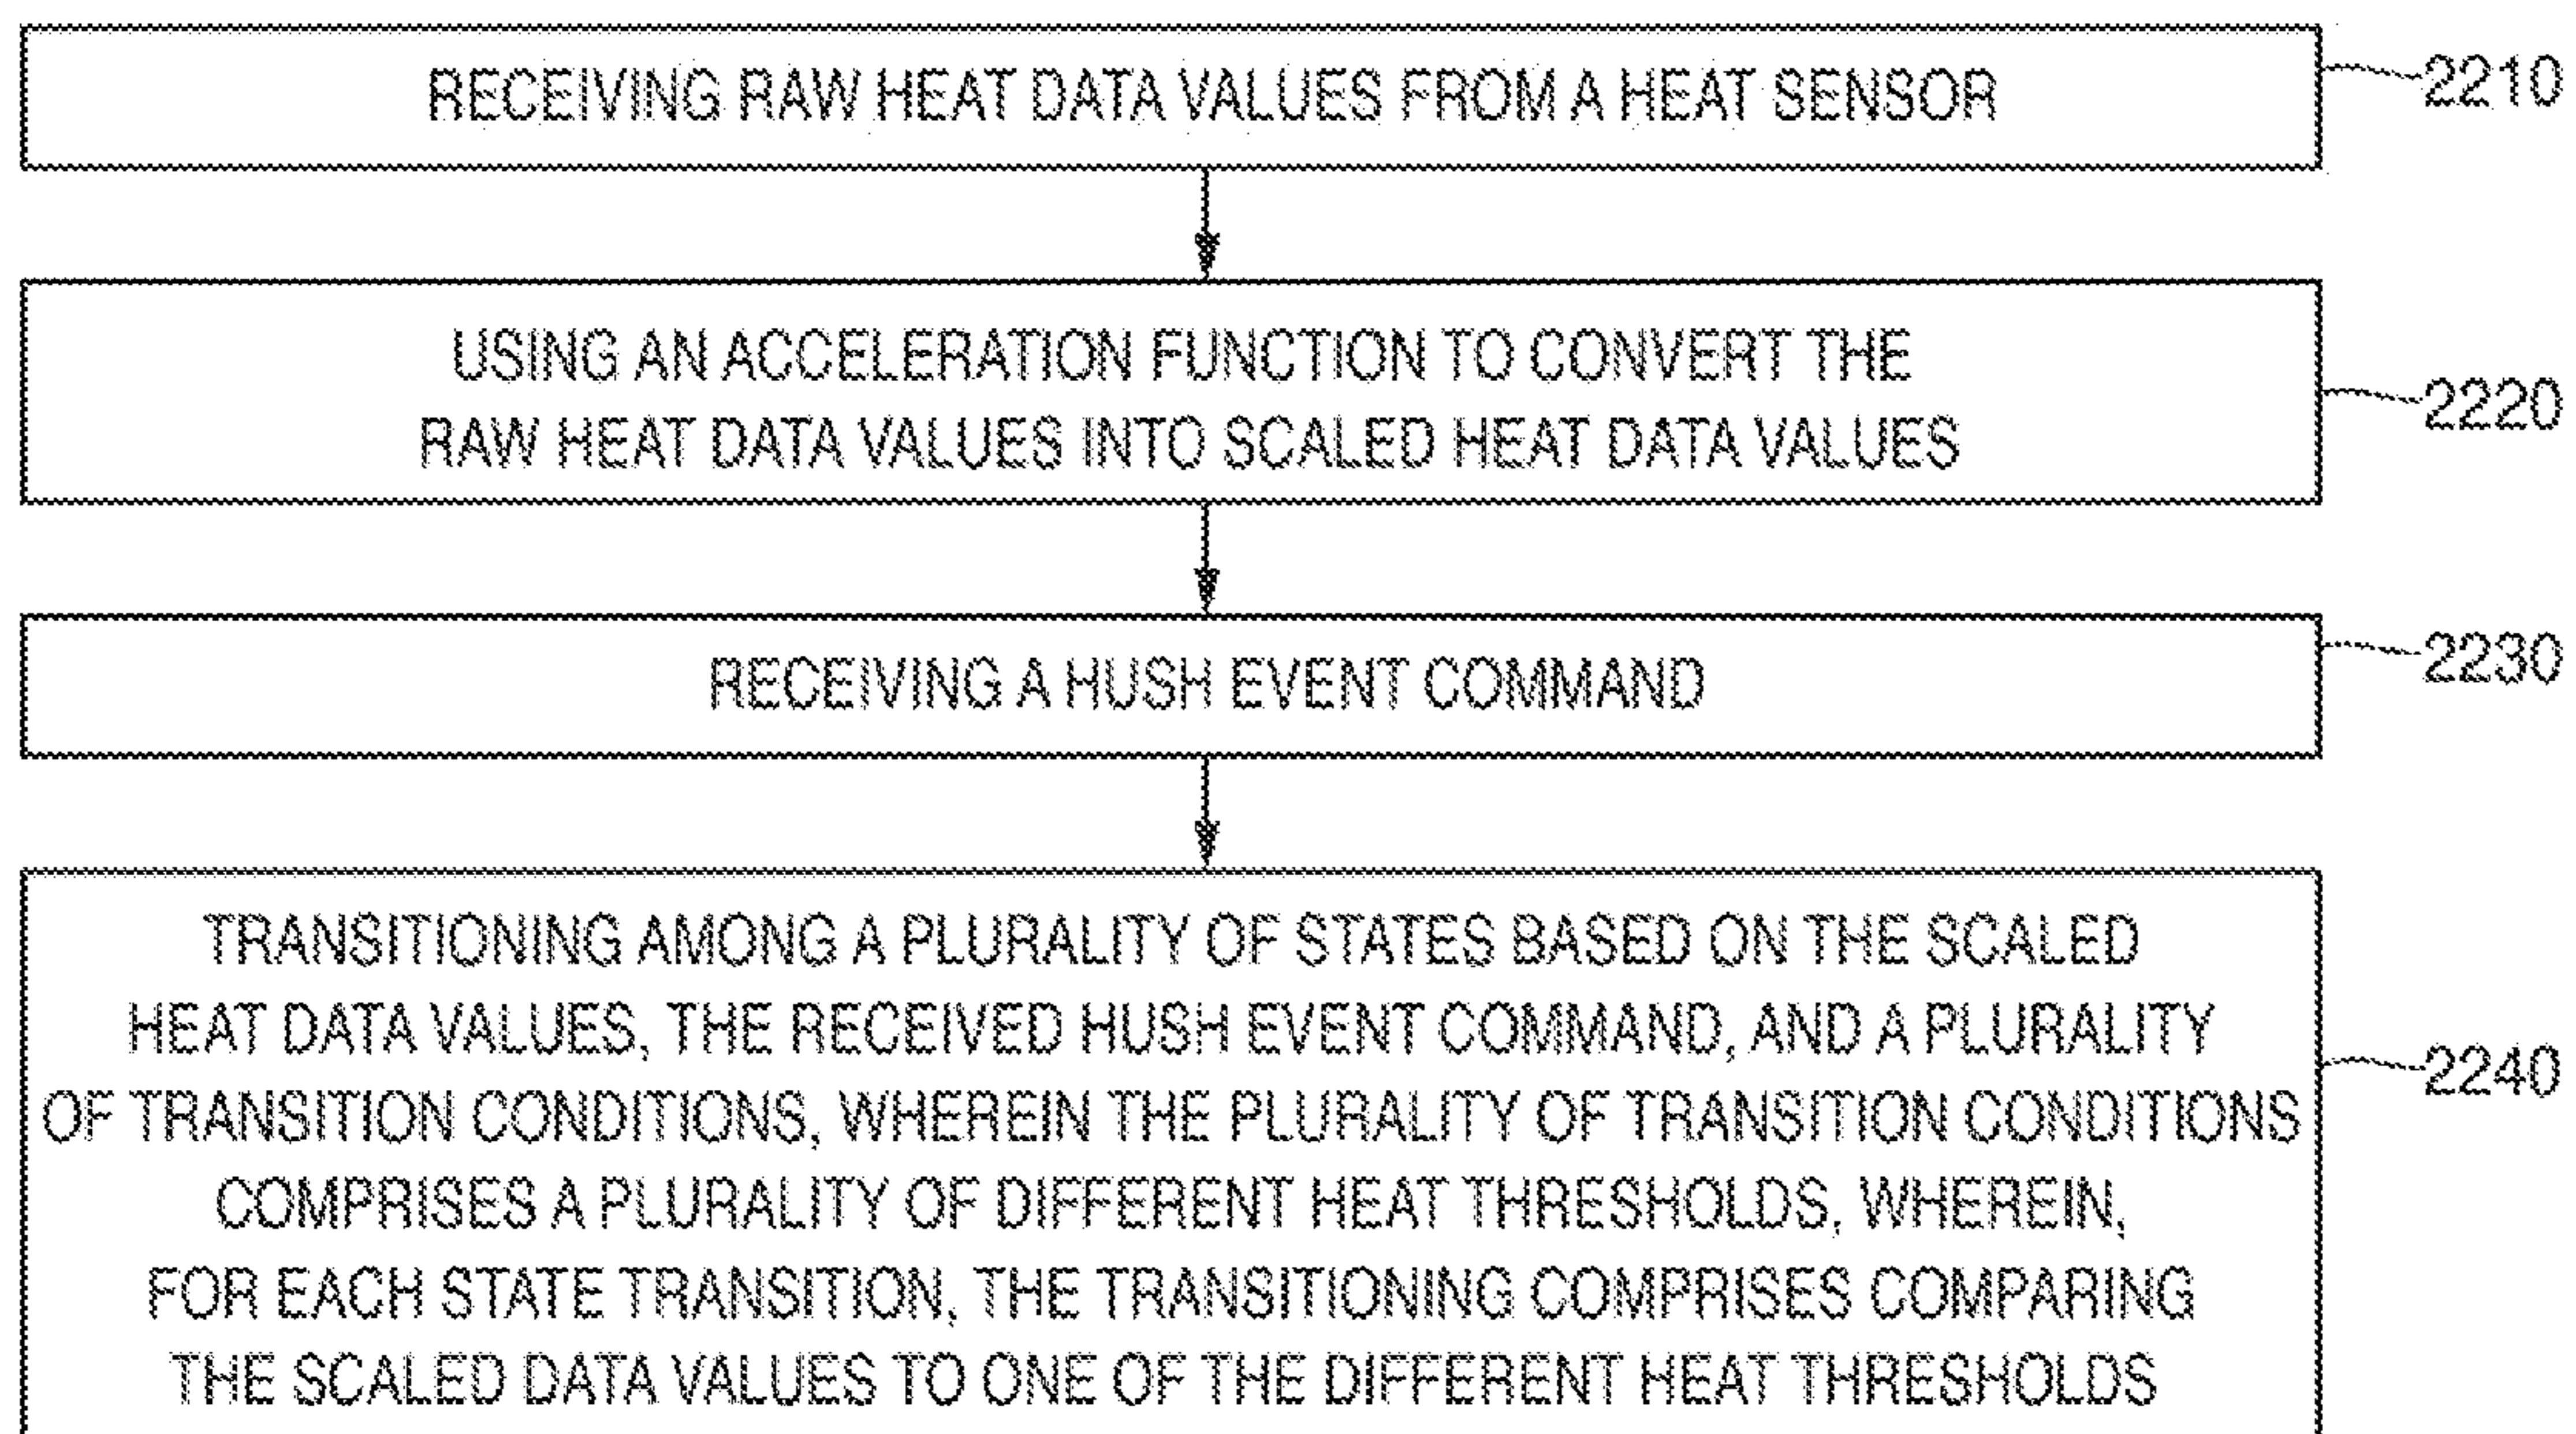 RECEIVING RAW HEAT DATA VALUES FROM A HEAT SENSOR
2210
USING AN ACCELERATION FUNCTION TO CONVERT THE
RAW HEAT DATA VALUES INTO SCALED HEAT DATA VALUES
2220
RECEIVING A HUSH EVENT COMMAND
2230
TRANSITIONING AMONG A PLURALITY OF STATES BASED ON THE SCALED
HEAT DATA VALUES, THE RECEIVED HUSH EVENT COMMAND, AND A PLURALITY
OF TRANSITION CONDITIONS, WHEREIN THE PLURALITY OF TRANSITION CONDITIONS
COMPRISES A PLURALITY OF DIFFERENT HEAT THRESHOLDS, WHEREIN,
FOR EACH STATE TRANSITION, THE TRANSITIONING COMPRISES COMPARING
THE SCALED DATA VALUES TO ONE OF THE DIFFERENT HEAT THRESHOLDS
2240